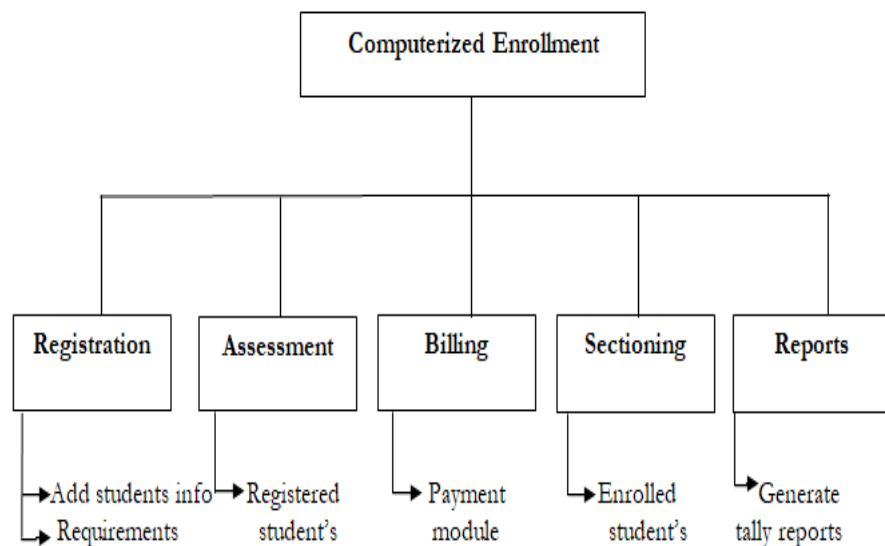 Computerized Enrollment
Registration
Assessment
Billing
Sectioning
Reports
Add students info
Requirements
Registered
student's
Payment
module
Enrolled
student's
Generate
tally reports